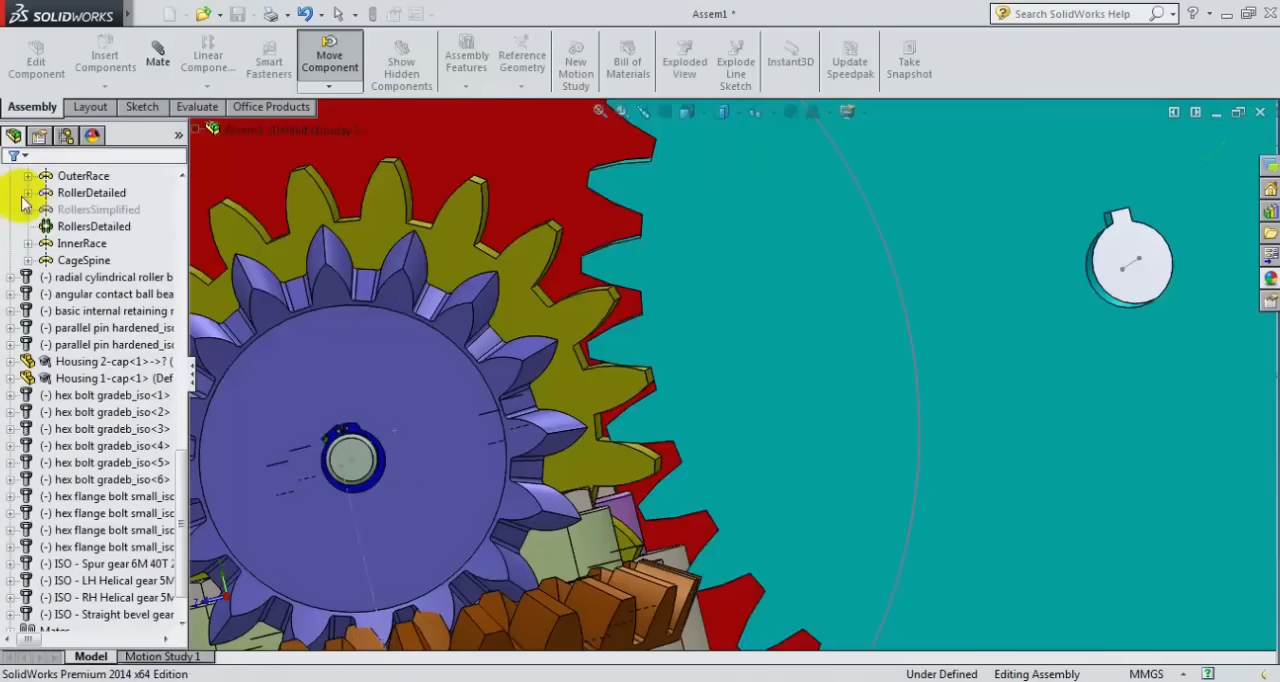 SOLIDWORKS
Assem1 *
Search SolidWorks Help
Edit Component
Insert Components
Mate
Linear Compone...
Smart Fasteners
Move Component
Show Hidden Components
Assembly Features
Reference Geometry
New Motion Study
Bill of Materials
Exploded View
Explode Line Sketch
Instant3D
Update Speedpak
Take Snapshot
Assembly
Layout
Sketch
Evaluate
Office Products
OuterRace
RollerDetailed
RollersSimplified
RollersDetailed
InnerRace
CageSpine
(-) radial cylindrical roller b
(-) angular contact ball bea
(-) basic internal retaining r
(-) parallel pin hardened_isc
(-) parallel pin hardened_isc
Housing 2-cap<1>->? (
Housing 1-cap<1> (Def
(-) hex bolt gradeb_iso<1>
(-) hex bolt gradeb_iso<2>
(-) hex bolt gradeb_iso<3>
(-) hex bolt gradeb_iso<4>
(-) hex bolt gradeb_iso<5>
(-) hex bolt gradeb_iso<6>
(-) hex flange bolt small_isc
(-) hex flange bolt small_isc
(-) hex flange bolt small_isc
(-) hex flange bolt small_isc
(-) ISO - Spur gear 6M 40T 2
(-) ISO - LH Helical gear 5M
(-) ISO - RH Helical gear 5M
(-) ISO - Straight bevel gear
Mates
Model
Motion Study 1
SolidWorks Premium 2014 x64 Edition
Under Defined
Editing Assembly
MMGS